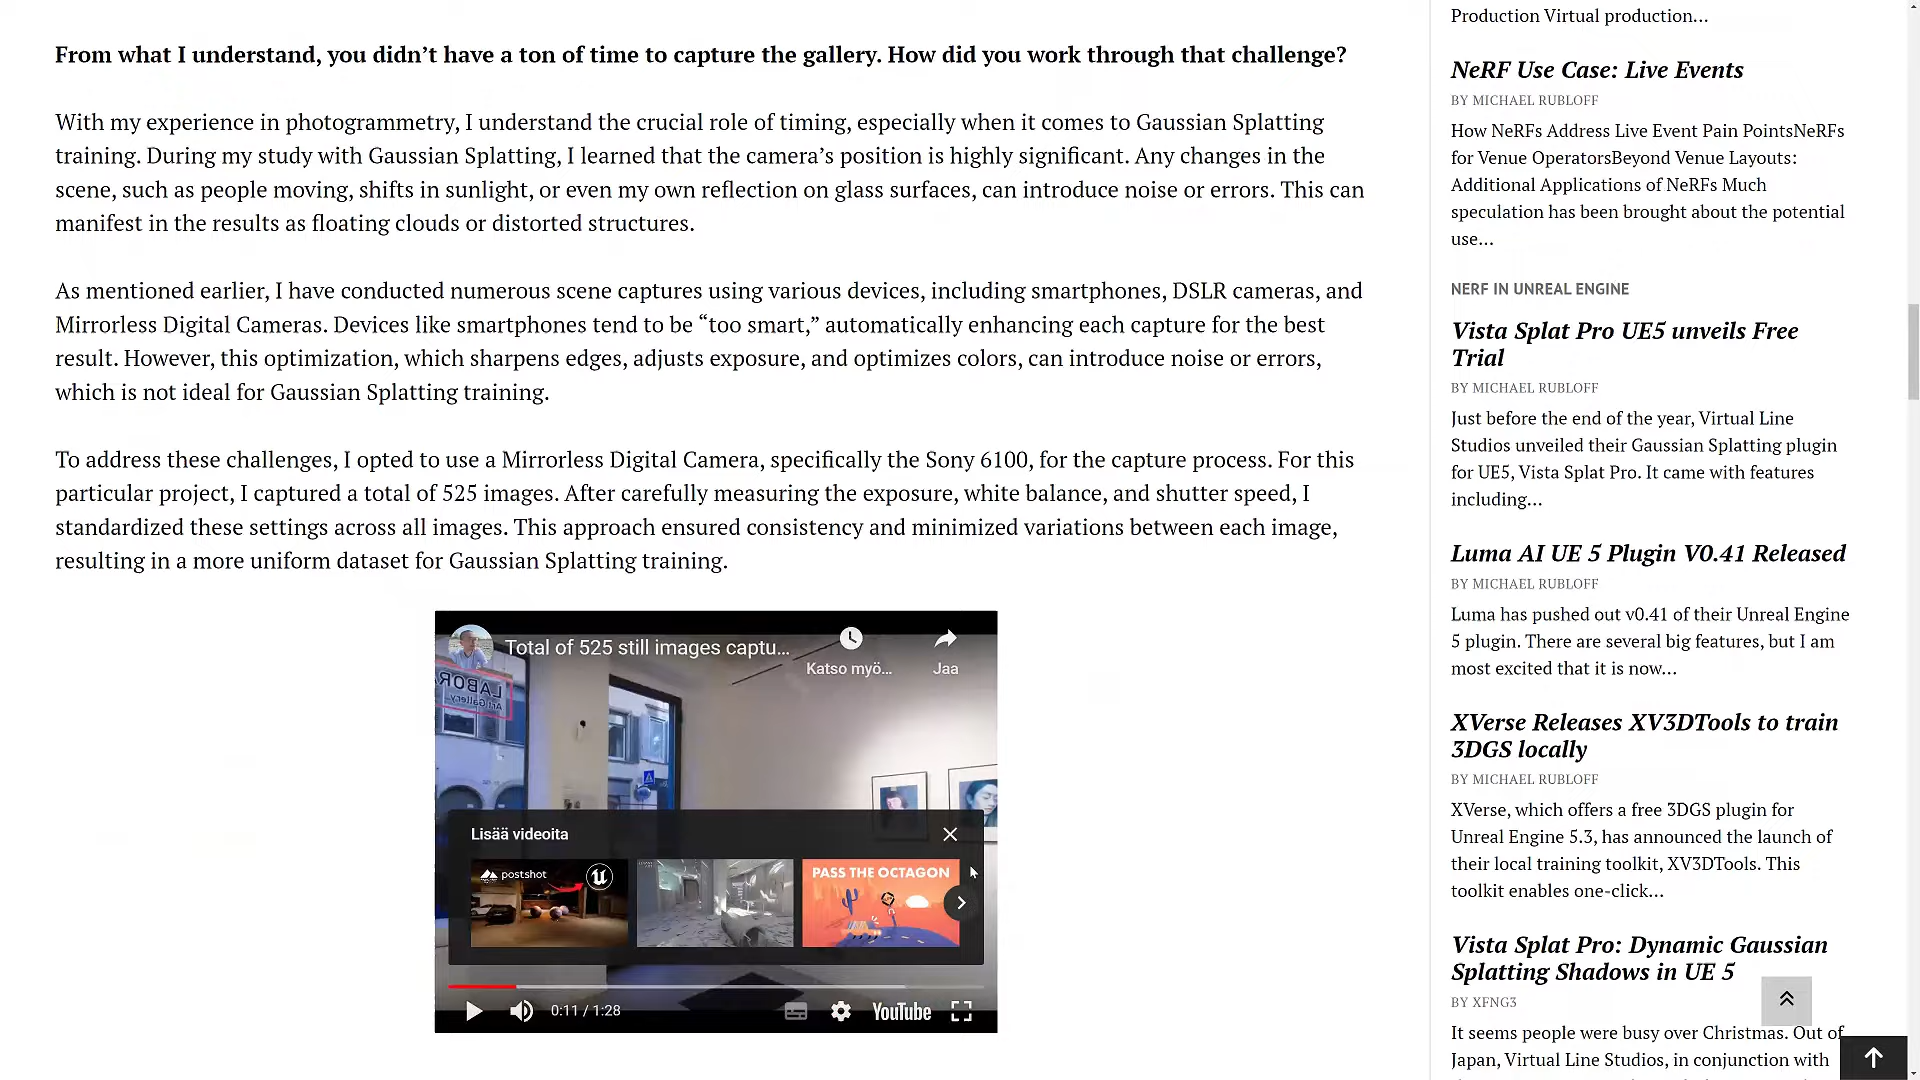 From what I understand, you didn’t have a ton of time to capture the gallery. How did you work through that challenge?
With my experience in photogrammetry, I understand the crucial role of timing, especially when it comes to Gaussian Splatting
training. During my study with Gaussian Splatting, I learned that the camera’s position is highly significant. Any changes in the
scene, such as people moving, shifts in sunlight, or even my own reflection on glass surfaces, can introduce noise or errors. This can
manifest in the results as floating clouds or distorted structures.
As mentioned earlier, I have conducted numerous scene captures using various devices, including smartphones, DSLR cameras, and
Mirrorless Digital Cameras. Devices like smartphones tend to be “too smart,” automatically enhancing each capture for the best
result. However, this optimization, which sharpens edges, adjusts exposure, and optimizes colors, can introduce noise or errors,
which is not ideal for Gaussian Splatting training.
To address these challenges, I opted to use a Mirrorless Digital Camera, specifically the Sony 6100, for the capture process. For this
particular project, I captured a total of 525 images. After carefully measuring the exposure, white balance, and shutter speed, I
standardized these settings across all images. This approach ensured consistency and minimized variations between each image,
resulting in a more uniform dataset for Gaussian Splatting training.
Total of 525 still images captu...
Katso myö...
Jaa
LABORA
Art Gallery
Lisää videoita
postshot
PASS THE OCTAGON
0:11 / 1:28
YouTube
Production Virtual production...
NeRF Use Case: Live Events
BY MICHAEL RUBLOFF
How NeRFs Address Live Event Pain PointsNeRFs
for Venue OperatorsBeyond Venue Layouts:
Additional Applications of NeRFs Much
speculation has been brought about the potential
use...
NERF IN UNREAL ENGINE
Vista Splat Pro UE5 unveils Free
Trial
BY MICHAEL RUBLOFF
Just before the end of the year, Virtual Line
Studios unveiled their Gaussian Splatting plugin
for UE5, Vista Splat Pro. It came with features
including...
Luma AI UE 5 Plugin V0.41 Released
BY MICHAEL RUBLOFF
Luma has pushed out v0.41 of their Unreal Engine
5 plugin. There are several big features, but I am
most excited that it is now...
XVerse Releases XV3DTools to train
3DGS locally
BY MICHAEL RUBLOFF
XVerse, which offers a free 3DGS plugin for
Unreal Engine 5.3, has announced the launch of
their local training toolkit, XV3DTools. This
toolkit enables one-click...
Vista Splat Pro: Dynamic Gaussian
Splatting Shadows in UE 5
BY XFNG3
It seems people were busy over Christmas. Out of
Japan, Virtual Line Studios, in conjunction with